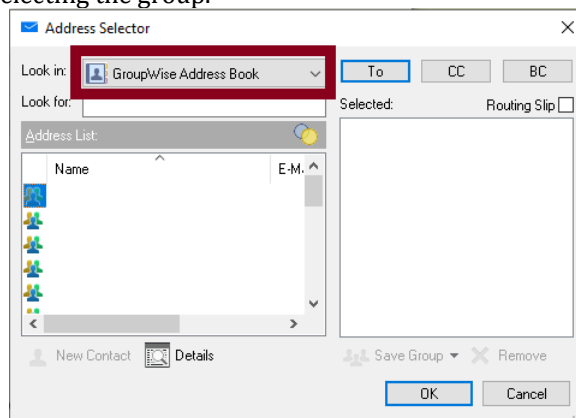 electing the group.
Address Selector
Look in: GroupWise Address Book To CC BC
Look for: Selected: Routing Slip
Address List:
Name E-M
New Contact Details Save Group Remove
OK Cancel